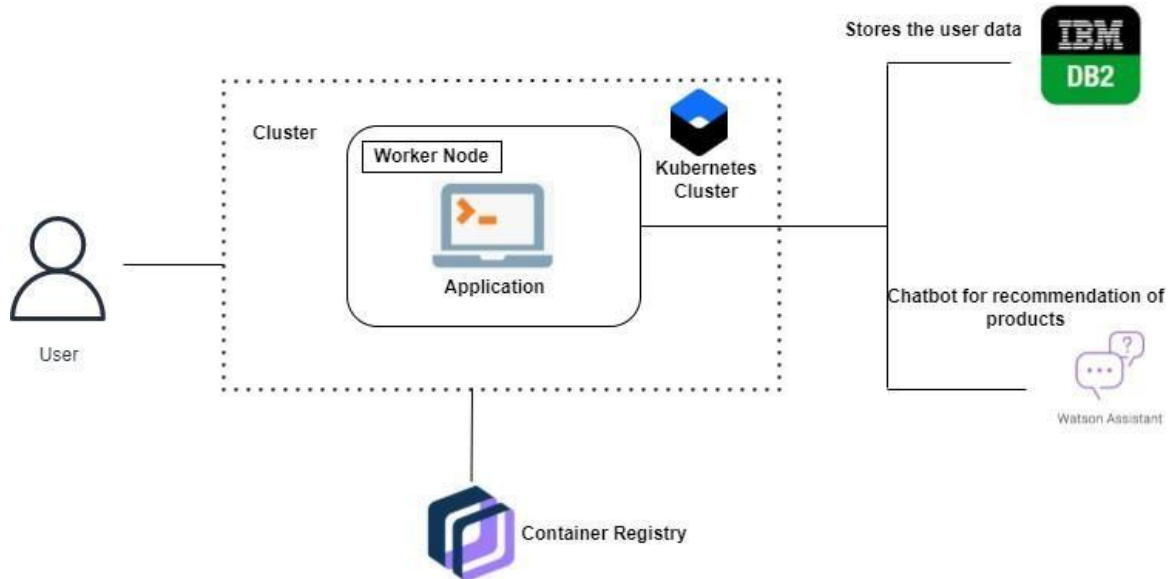 Stores the user data
IBM
DB2
Cluster
Worker Node
Kubernetes
Cluster
Application
User
Chatbot for recommendation of
products
?
Watson Assistant
Container Registry